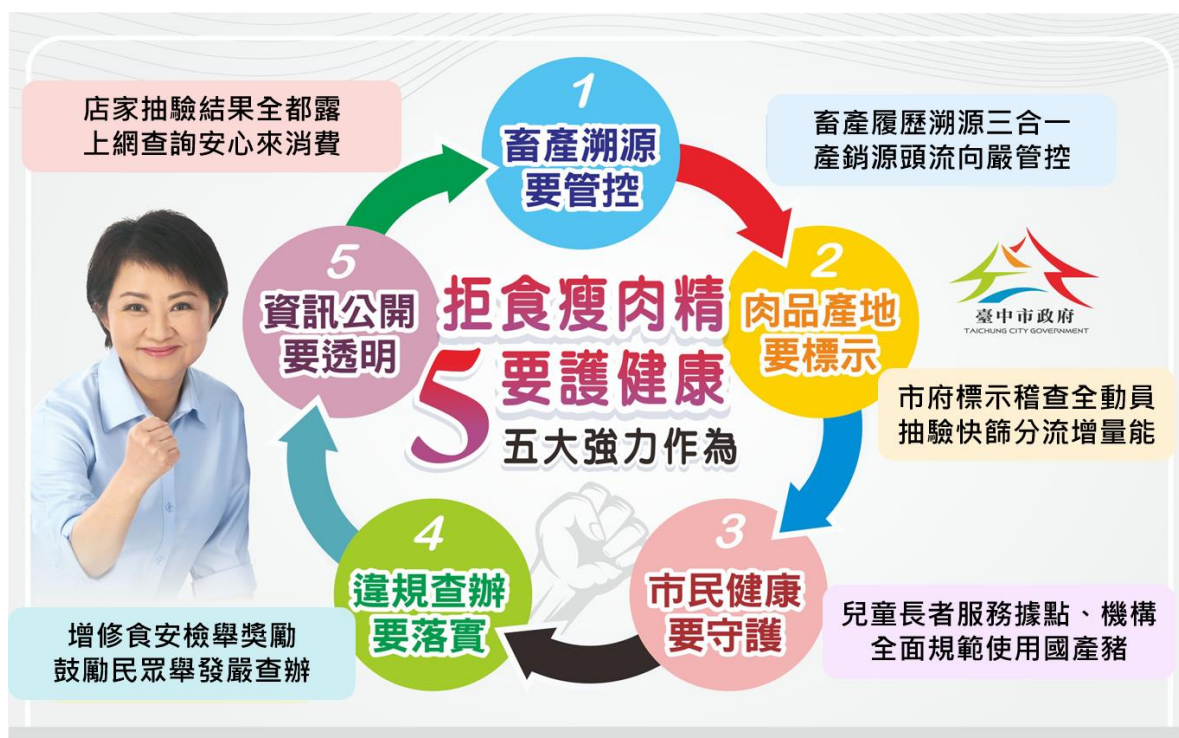 店家抽驗結果全都露
上網查詢安心來消費
1
畜產溯源
要管控
畜產履歷溯源三合一
產銷源頭流向嚴管控
5
資訊公開
要透明
拒食瘦肉精
5要護健康
五大強力作為
2
肉品產地
要標示
臺中市政府
TAICHUNG CITY GOVERNMENT
市府標示稽查全動員
抽驗快篩分流增量能
4
違規查辦
要落實
3
市民健康
要守護
增修食安檢舉獎勵
鼓勵民眾舉發嚴查辦
兒童長者服務據點、機構
全面規範使用國產豬